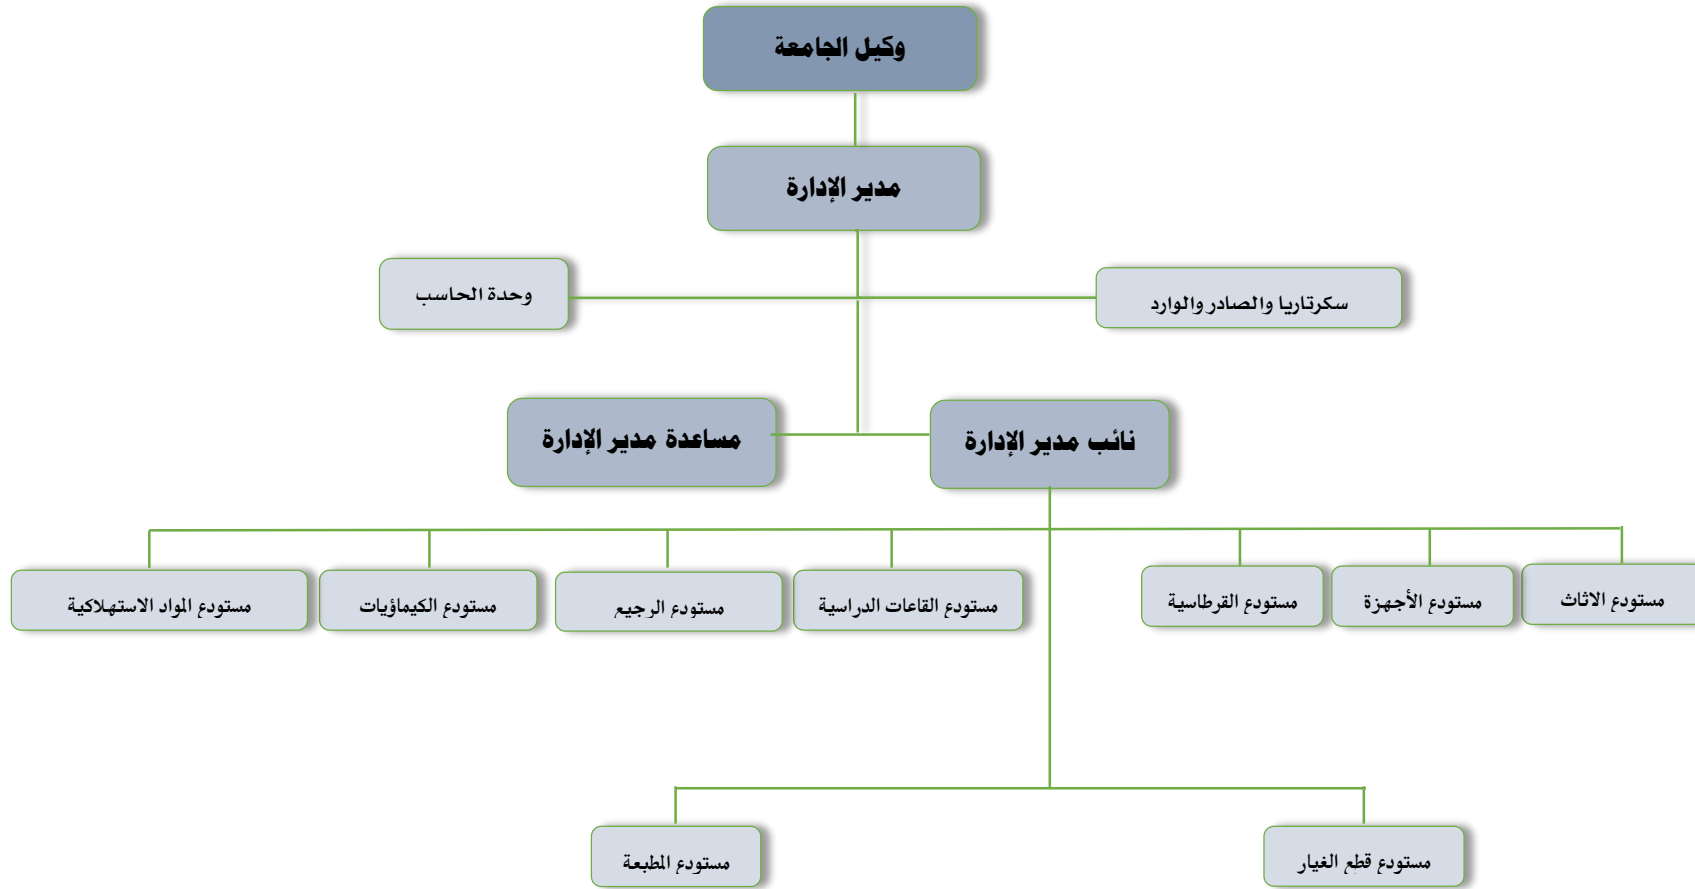 وكيل الجامعة
مدير الإدارة
سكرتاريا والصادر والوارد
وحدة الحاسب
نائب مدير الإدارة
مساعدة مدير الإدارة
مستودع الاثاث
مستودع الأجهزة
مستودع القرطاسية
مستودع القاعات الدراسية
مستودع الرجيع
مستودع الكيماؤيات
مستودع المواد الاستهلاكية
مستودع قطع الغيار
مستودع المطبعة